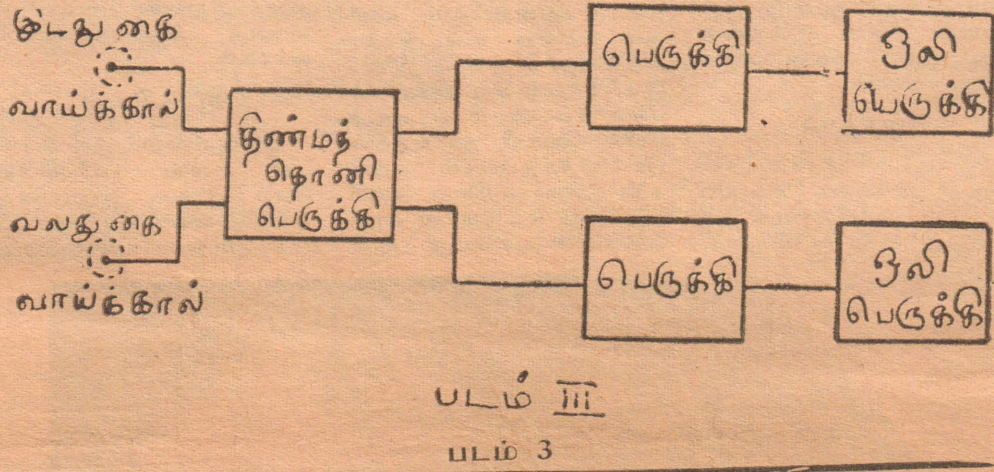 இடது கை
வாய்க்கால்
திண்மத்
தொனி
பெருக்கி
வலது கை
வாய்க்கால்
பெருக்கி
ஒலி
பெருக்கி
பெருக்கி
ஒலி
பெருக்கி
படம் III
படம் 3